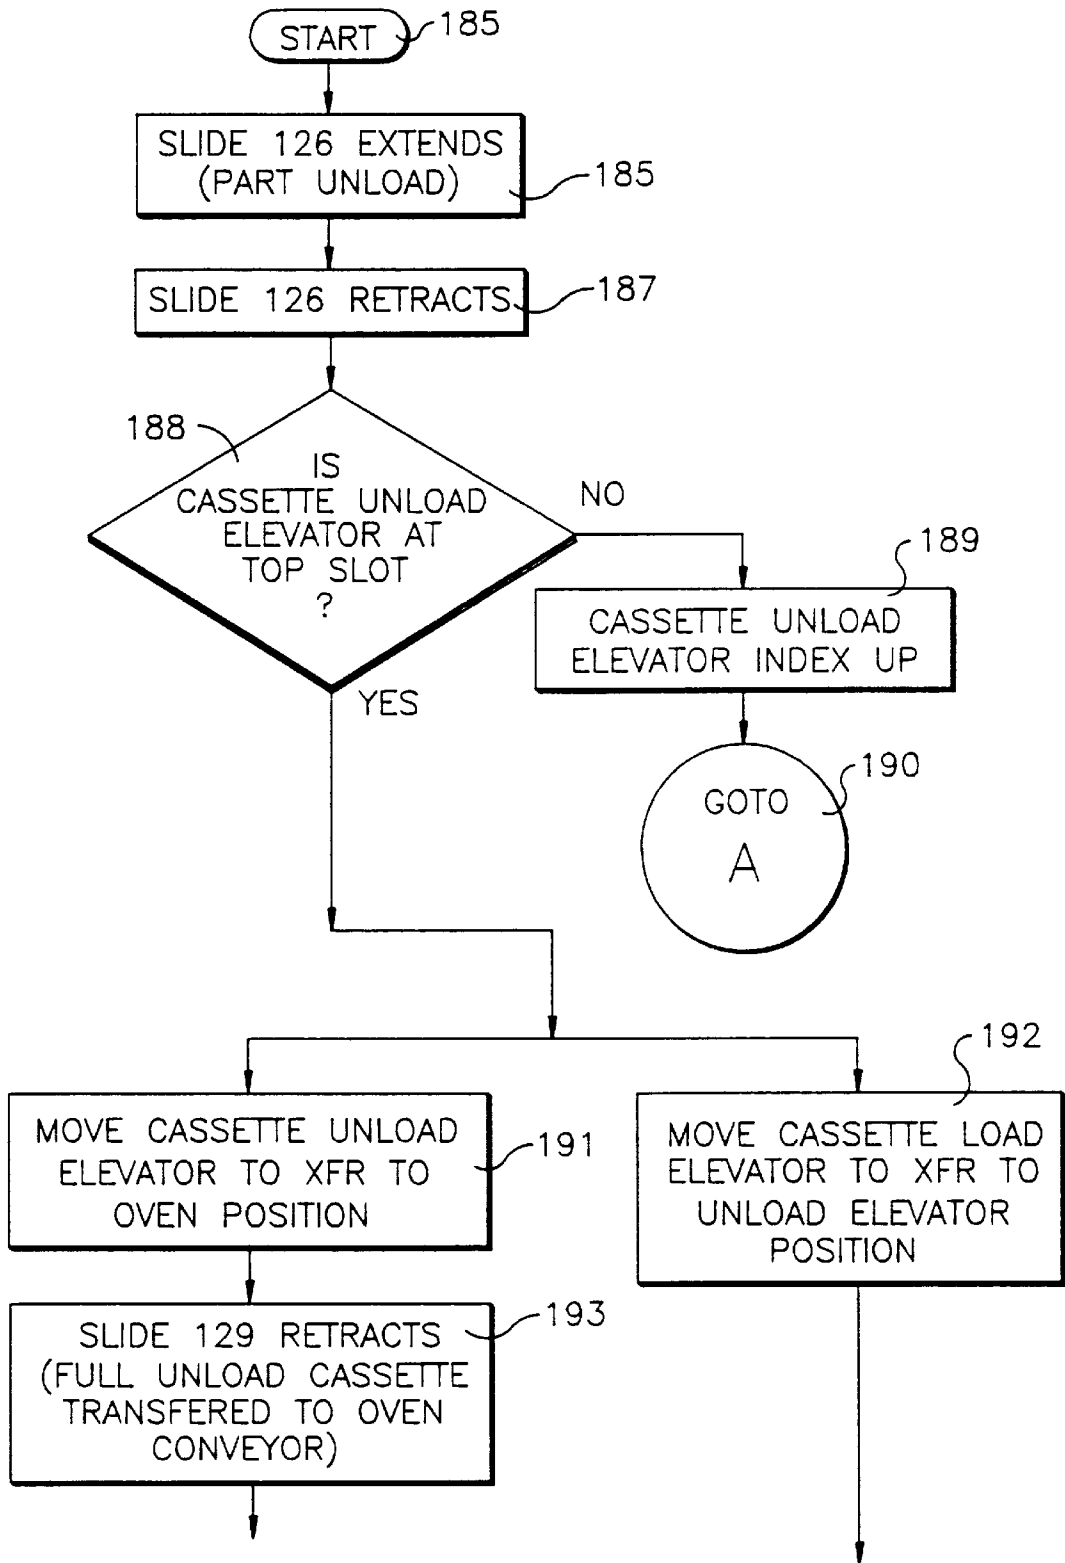 START
185
SLIDE 126 EXTENDS
(PART UNLOAD)
185
SLIDE 126 RETRACTS
187
188
IS
CASSETTE UNLOAD
ELEVATOR AT
TOP SLOT
?
NO
YES
189
CASSETTE UNLOAD
ELEVATOR INDEX UP
190
GOTO
A
191
MOVE CASSETTE UNLOAD
ELEVATOR TO XFR TO
OVEN POSITION
192
MOVE CASSETTE LOAD
ELEVATOR TO XFR TO
UNLOAD ELEVATOR
POSITION
193
SLIDE 129 RETRACTS
(FULL UNLOAD CASSETTE
TRANSFERED TO OVEN
CONVEYOR)